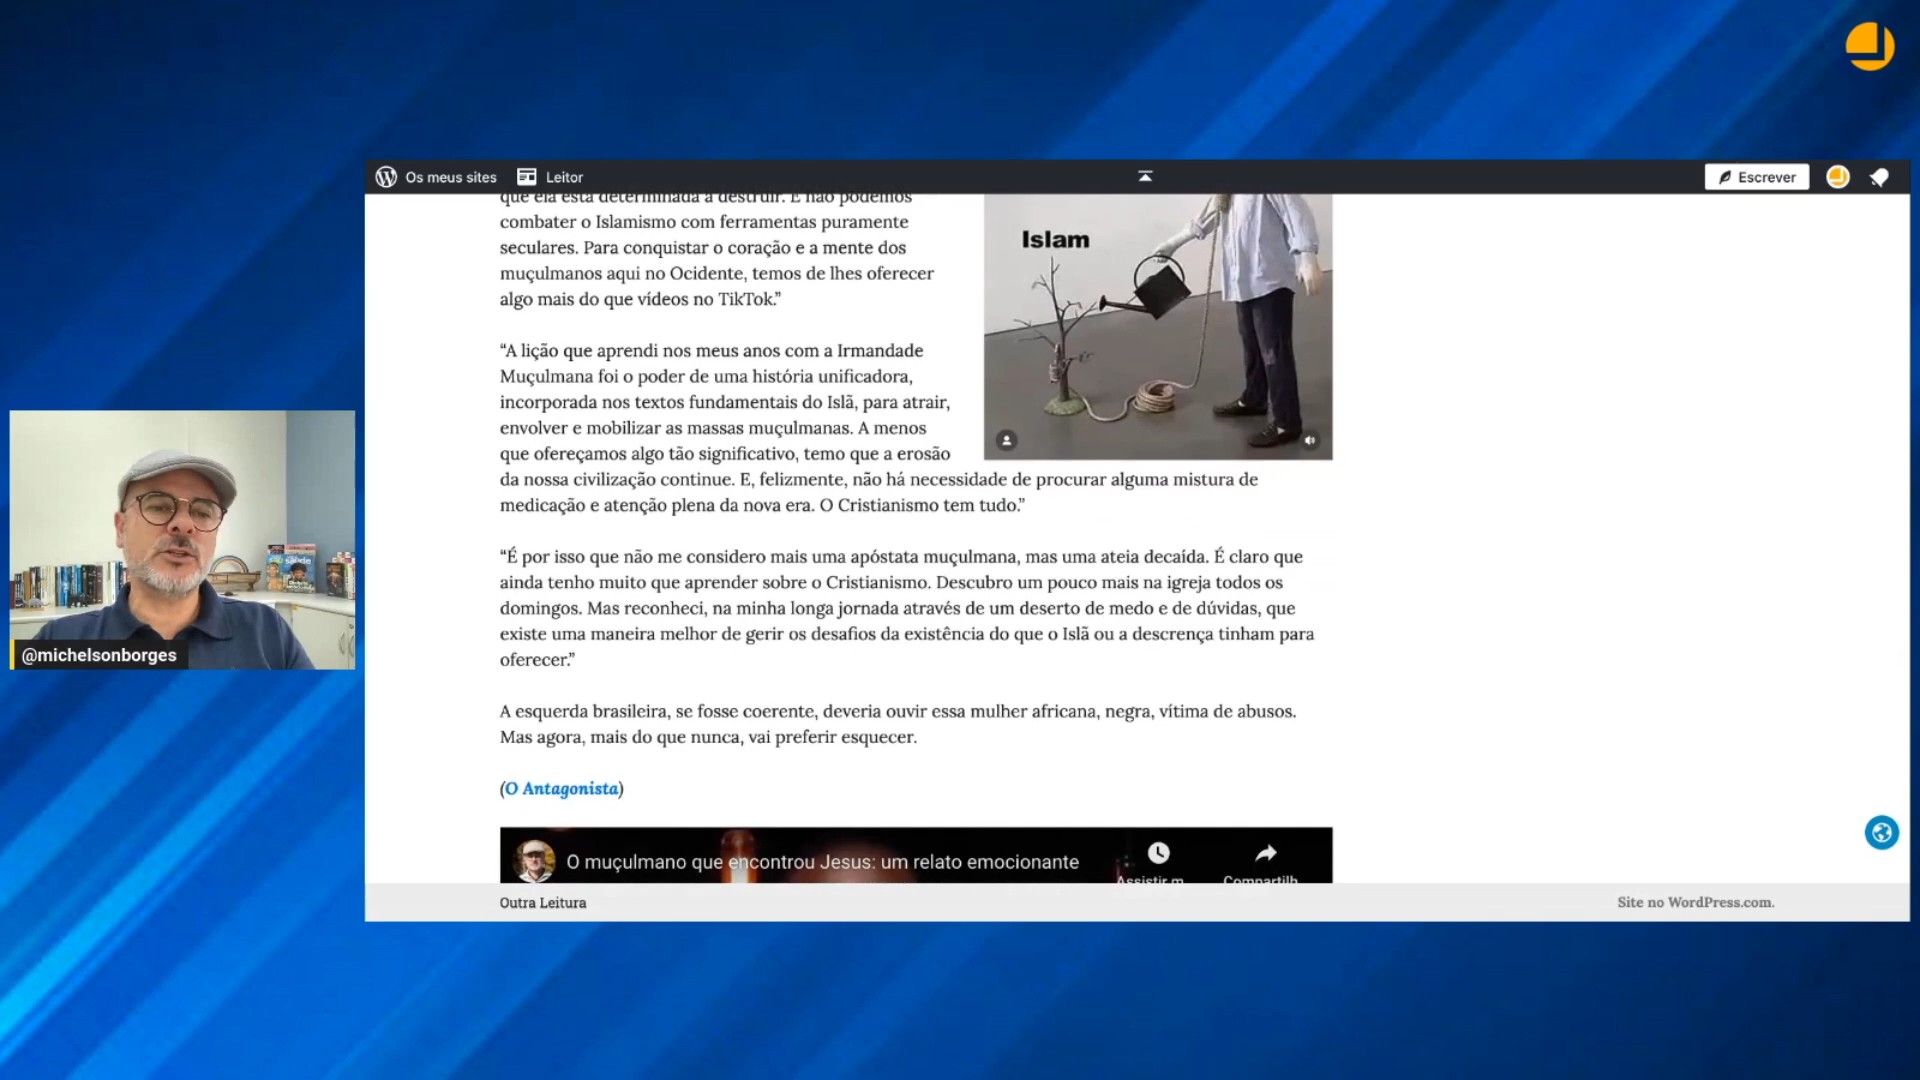 Os meus sites
Leitor
Escrever
que ela está determinada a destruir. E não podemos
combater o Islamismo com ferramentas puramente
seculares. Para conquistar o coração e a mente dos
muçulmanos aqui no Ocidente, temos de lhes oferecer
algo mais do que vídeos no TikTok.”
Islam
“A lição que aprendi nos meus anos com a Irmandade
Muçulmana foi o poder de uma história unificadora,
incorporada nos textos fundamentais do Islã, para atrair,
envolver e mobilizar as massas muçulmanas. A menos
que ofereçamos algo tão significativo, temo que a erosão
da nossa civilização continue. E, felizmente, não há necessidade de procurar alguma mistura de
medicação e atenção plena da nova era. O Cristianismo tem tudo.”
“É por isso que não me considero mais uma apóstata muçulmana, mas uma ateia decaída. É claro que
ainda tenho muito que aprender sobre o Cristianismo. Descubro um pouco mais na igreja todos os
domingos. Mas reconheci, na minha longa jornada através de um deserto de medo e de dúvidas, que
existe uma maneira melhor de gerir os desafios da existência do que o Islã ou a descrença tinham para
oferecer.”
@michelsonborges
A esquerda brasileira, se fosse coerente, deveria ouvir essa mulher africana, negra, vítima de abusos.
Mas agora, mais do que nunca, vai preferir esquecer.
(O Antagonista)
O muçulmano que encontrou Jesus: um relato emocionante
Assistir m
Compartilh
Outra Leitura
Site no WordPress.com.